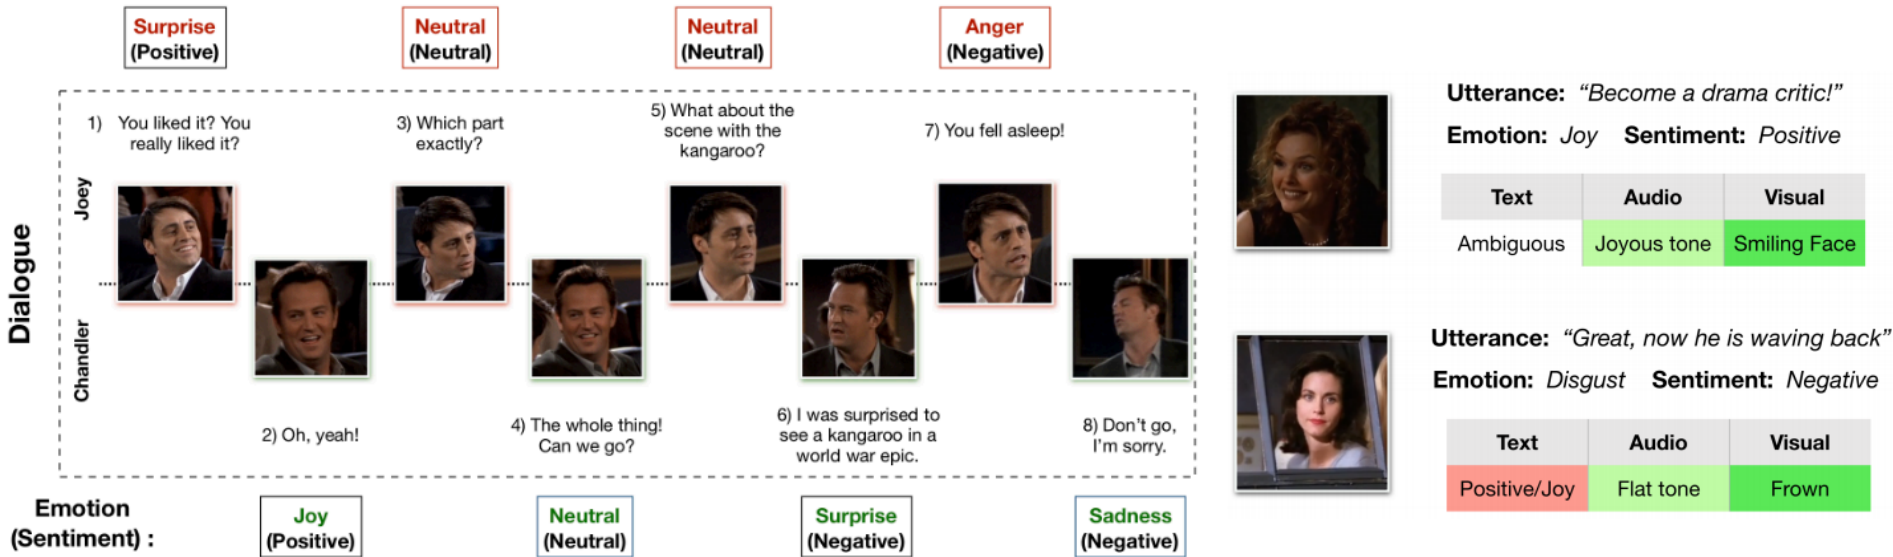 Surprise
(Positive)
Neutral
(Neutral)
Neutral
(Neutral)
Anger
(Negative)
Dialogue
Joey
Chandler
1) You liked it? You
really liked it?
2) Oh, yeah!
3) Which part
exactly?
4) The whole thing!
Can we go?
5) What about the
scene with the
kangaroo?
6) I was surprised to
see a kangaroo in a
world war epic.
7) You fell asleep!
8) Don't go,
I'm sorry.
Emotion
(Sentiment) :
Joy
(Positive)
Neutral
(Neutral)
Surprise
(Negative)
Sadness
(Negative)
Utterance: “Become a drama critic!”
Emotion: Joy Sentiment: Positive
Text Audio Visual
Ambiguous Joyous tone Smiling Face
Utterance: “Great, now he is waving back”
Emotion: Disgust Sentiment: Negative
Text Audio Visual
Positive/Joy Flat tone Frown